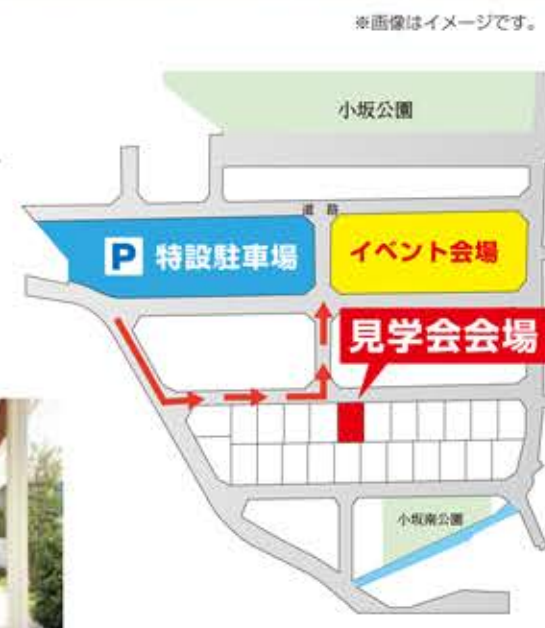 ※画像はイメージです。
小坂公園
道 路
P 特設駐車場
イベント会場
見学会会場
小坂南公園